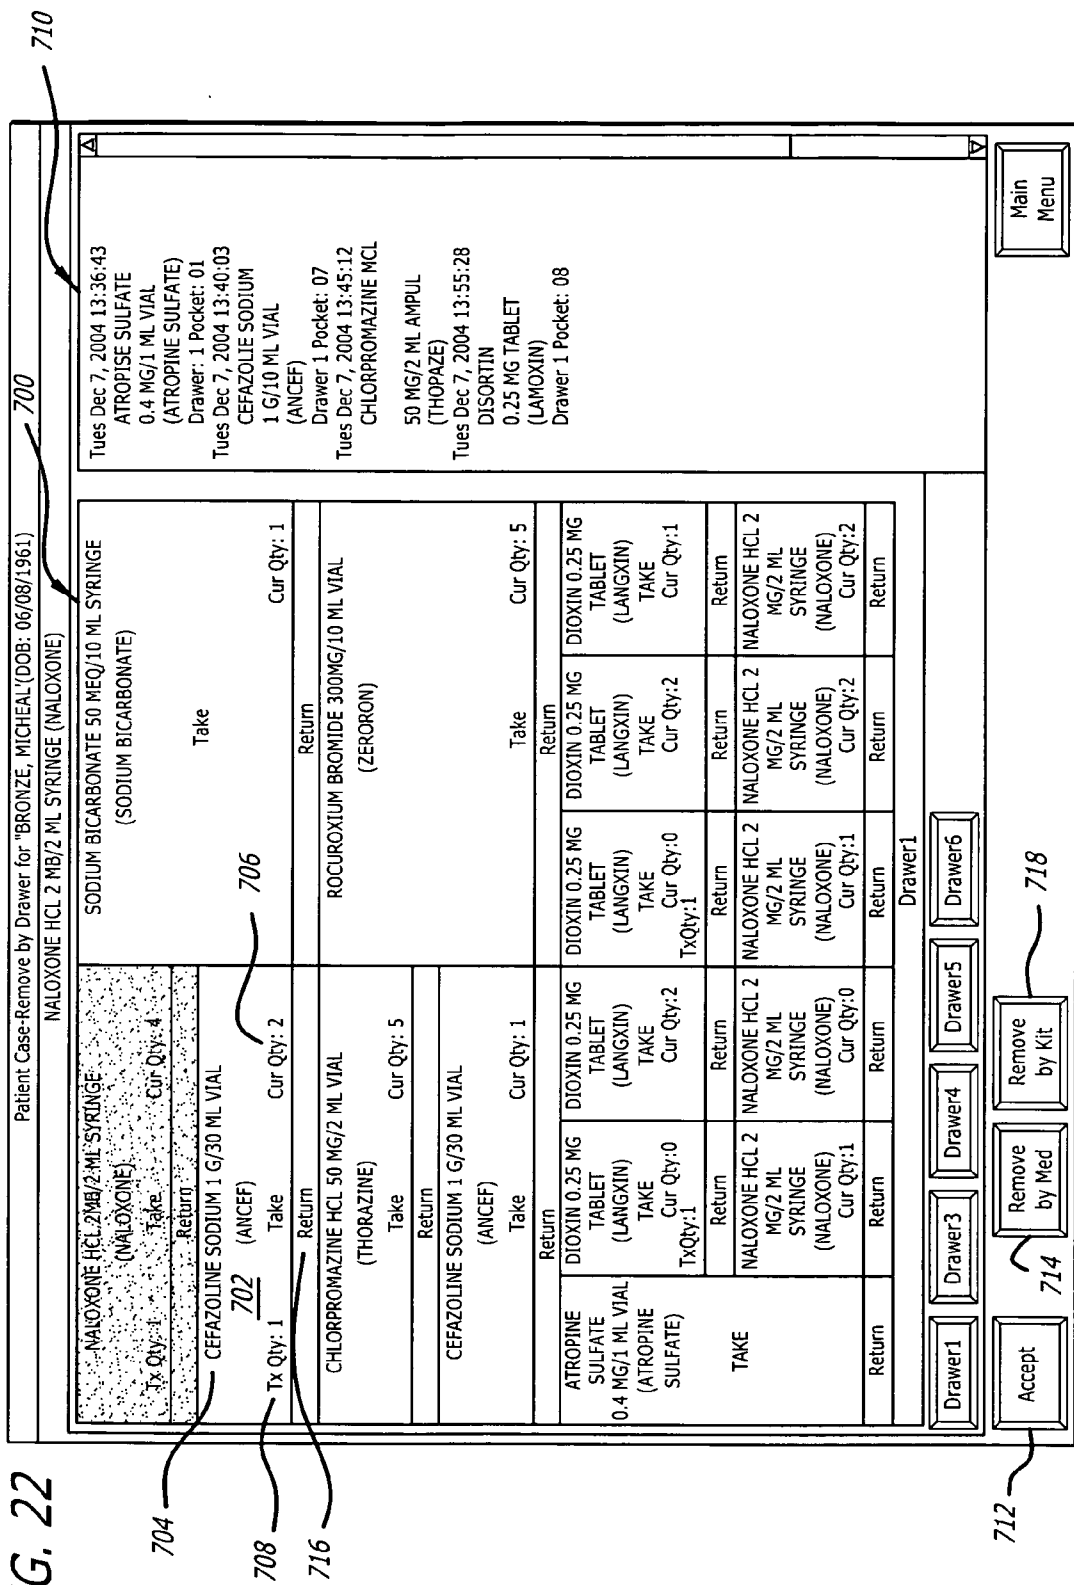 G. 22
Patient Case-Remove by Drawer for "BRONZE, MICHEAL'(DOB: 06/08/1961)
NALOXONE HCL 2 MB/2 ML SYRINGE (NALOXONE)
700
710
NALOXONE HCL 2MB/2 ML SYRINGE
(NALOXONE)
Tx Qty: 1 Take Cur Qty: 4
Return
704
CEFAZOLINE SODIUM 1 G/30 ML VIAL
(ANCEF)
702
706
Tx Qty: 1 Take Cur Qty: 2
708
Return
716
CHLORPROMAZINE HCL 50 MG/2 ML VIAL
(THORAZINE)
Take Cur Qty: 5
Return
CEFAZOLINE SODIUM 1 G/30 ML VIAL
(ANCEF)
Take Cur Qty: 1
Return
SODIUM BICARBONATE 50 MEQ/10 ML SYRINGE
(SODIUM BICARBONATE)
Take
Cur Qty: 1
Return
ROCUROXIUM BROMIDE 300MG/10 ML VIAL
(ZERORON)
Take Cur Qty: 5
Return
ATROPINE
SULFATE
0.4 MG/1 ML VIAL
(ATROPINE
SULFATE)
TAKE
Return
DIOXIN 0.25 MG
TABLET
(LANGXIN)
TAKE
Cur Qty:0
TxQty:1
Return
DIOXIN 0.25 MG
TABLET
(LANGXIN)
TAKE
Cur Qty:2
Return
DIOXIN 0.25 MG
TABLET
(LANGXIN)
TAKE
Cur Qty:0
TxQty:1
Return
DIOXIN 0.25 MG
TABLET
(LANGXIN)
TAKE
Cur Qty:2
Return
DIOXIN 0.25 MG
TABLET
(LANGXIN)
TAKE
Cur Qty:1
Return
NALOXONE HCL 2
MG/2 ML
SYRINGE
(NALOXONE)
Cur Qty:1
Return
NALOXONE HCL 2
MG/2 ML
SYRINGE
(NALOXONE)
Cur Qty:0
Return
NALOXONE HCL 2
MG/2 ML
SYRINGE
(NALOXONE)
Cur Qty:1
Return
NALOXONE HCL 2
MG/2 ML
SYRINGE
(NALOXONE)
Cur Qty:2
Return
NALOXONE HCL 2
MG/2 ML
SYRINGE
(NALOXONE)
Cur Qty:2
Return
Drawer1
Tues Dec 7, 2004 13:36:43
ATROPISE SULFATE
0.4 MG/1 ML VIAL
(ATROPINE SULFATE)
Drawer: 1 Pocket: 01
Tues Dec 7, 2004 13:40:03
CEFAZOLIE SODIUM
1 G/10 ML VIAL
(ANCEF)
Drawer 1 Pocket: 07
Tues Dec 7, 2004 13:45:12
CHLORPROMAZINE MCL
50 MG/2 ML AMPUL
(THOPAZE)
Tues Dec 7, 2004 13:55:28
DISORTIN
0.25 MG TABLET
(LAMOXIN)
Drawer 1 Pocket: 08
Drawer1 Drawer3 Drawer4 Drawer5 Drawer6
Accept
Remove
by Med
Remove
by Kit
Main
Menu
712
714
718